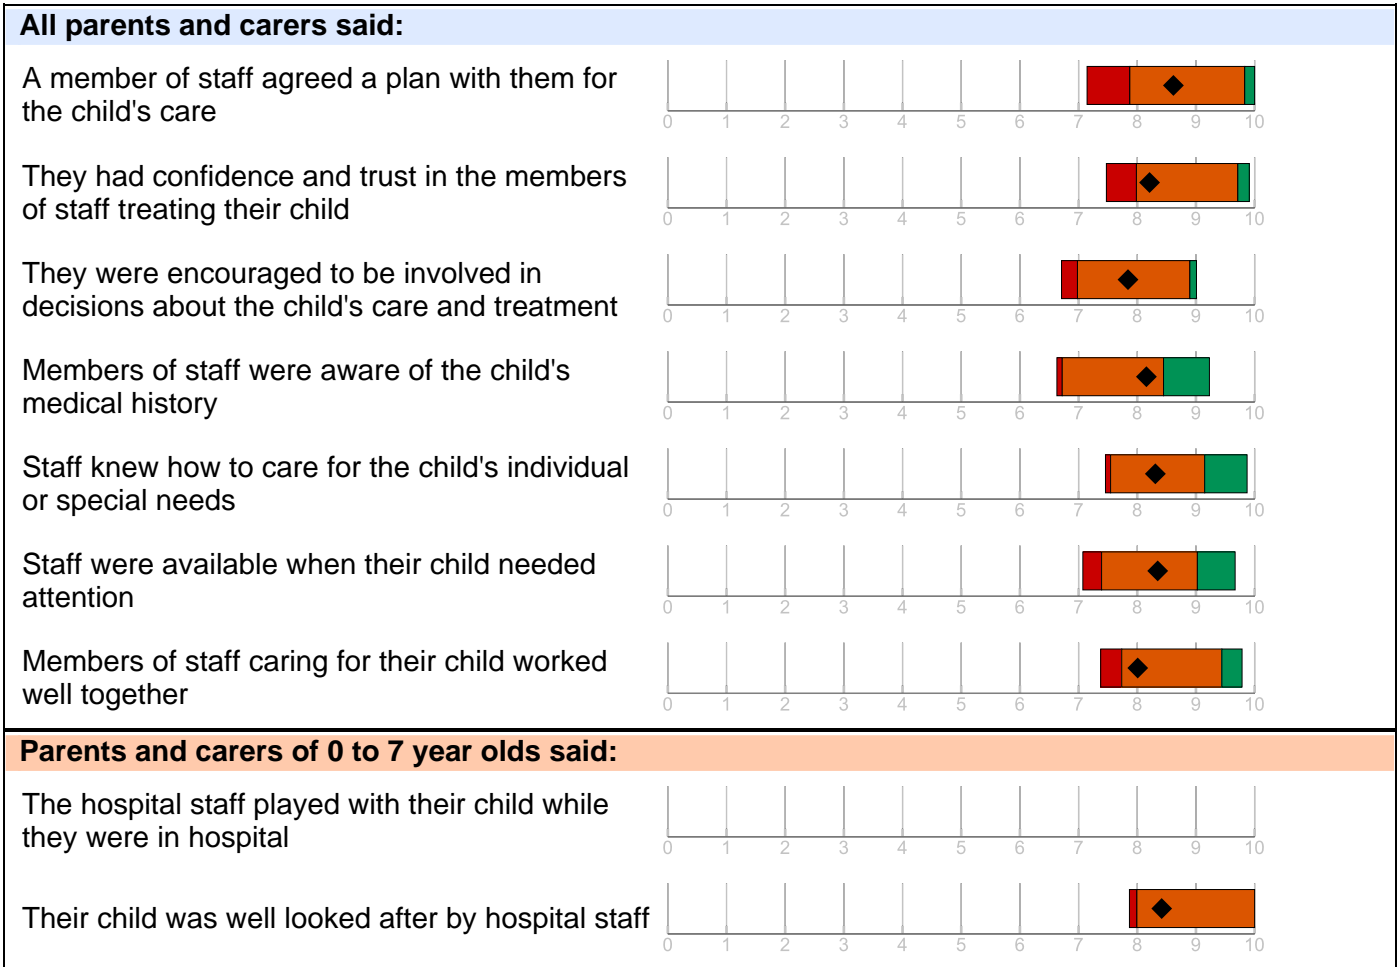 All parents and carers said:
A member of staff agreed a plan with them for
the child's care
0 1 2 3 4 5 6 7 8 9 10
They had confidence and trust in the members
of staff treating their child
0 1 2 3 4 5 6 7 8 9 10
They were encouraged to be involved in
decisions about the child's care and treatment
0 1 2 3 4 5 6 7 8 9 10
Members of staff were aware of the child's
medical history
0 1 2 3 4 5 6 7 8 9 10
Staff knew how to care for the child's individual
or special needs
0 1 2 3 4 5 6 7 8 9 10
Staff were available when their child needed
attention
0 1 2 3 4 5 6 7 8 9 10
Members of staff caring for their child worked
well together
0 1 2 3 4 5 6 7 8 9 10
Parents and carers of 0 to 7 year olds said:
The hospital staff played with their child while
they were in hospital
0 1 2 3 4 5 6 7 8 9 10
Their child was well looked after by hospital staff
0 1 2 3 4 5 6 7 8 9 10